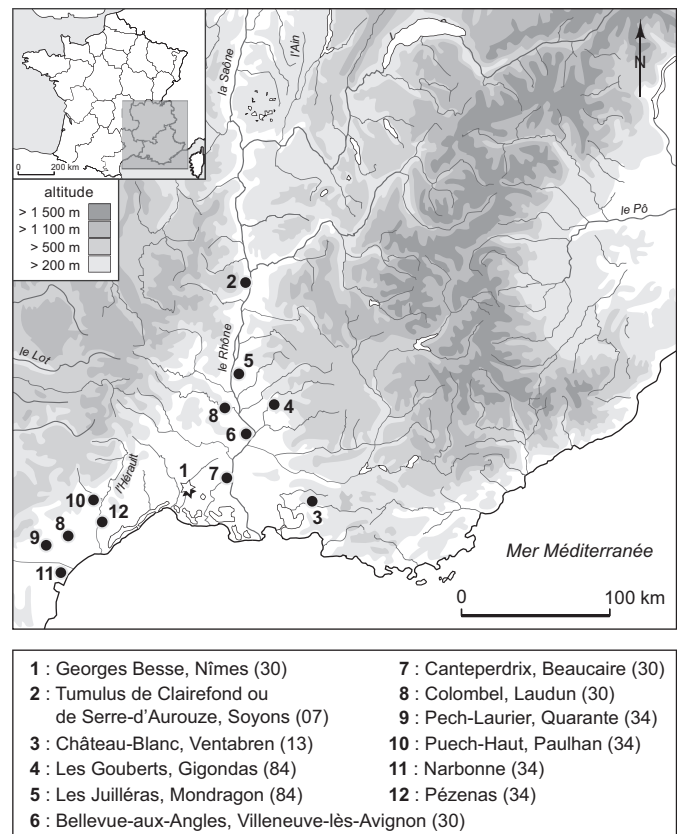 la Saône
l'Ain
N
0 200 km
altitude
> 1 500 m
> 1 100 m
> 500 m
> 200 m
le Pô
2
le Rhône
le Lot
5
8
4
6
1
7
l'Hérault
10
12
3
8
9
11
Mer Méditerranée
0 100 km
1 : Georges Besse, Nîmes (30)
2 : Tumulus de Clairefond ou
de Serre-d'Aurouze, Soyons (07)
3 : Château-Blanc, Ventabren (13)
4 : Les Gouberts, Gigondas (84)
5 : Les Juilléras, Mondragon (84)
6 : Bellevue-aux-Angles, Villeneuve-lès-Avignon (30)
7 : Canteperdrix, Beaucaire (30)
8 : Colombel, Laudun (30)
9 : Pech-Laurier, Quarante (34)
10 : Puech-Haut, Paulhan (34)
11 : Narbonne (34)
12 : Pézenas (34)